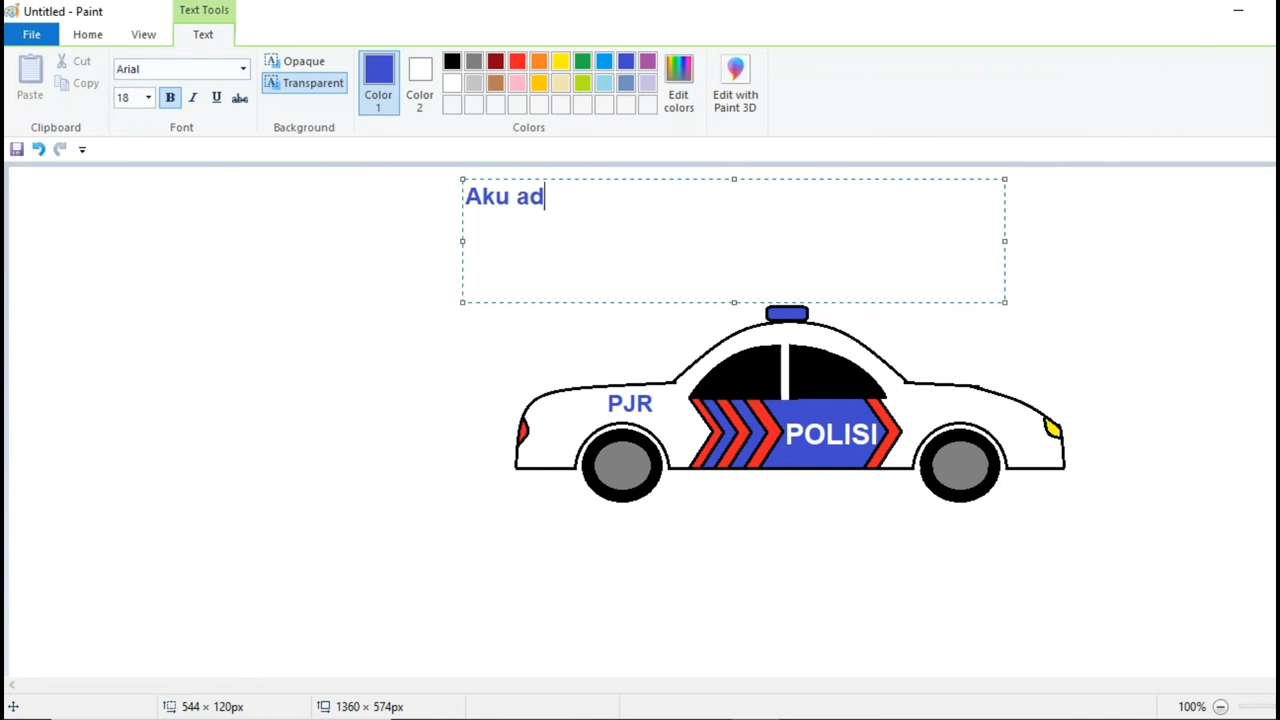 Untitled - Paint
Text Tools
File
Home
View
Text
Paste
Cut
Copy
Clipboard
Arial
18
B
I
U
abc
Font
Opaque
Transparent
Background
Color 1
Color 2
Edit colors
Colors
Edit with Paint 3D
Aku ad
PJR
POLISI
544 × 120px
1360 × 574px
100%